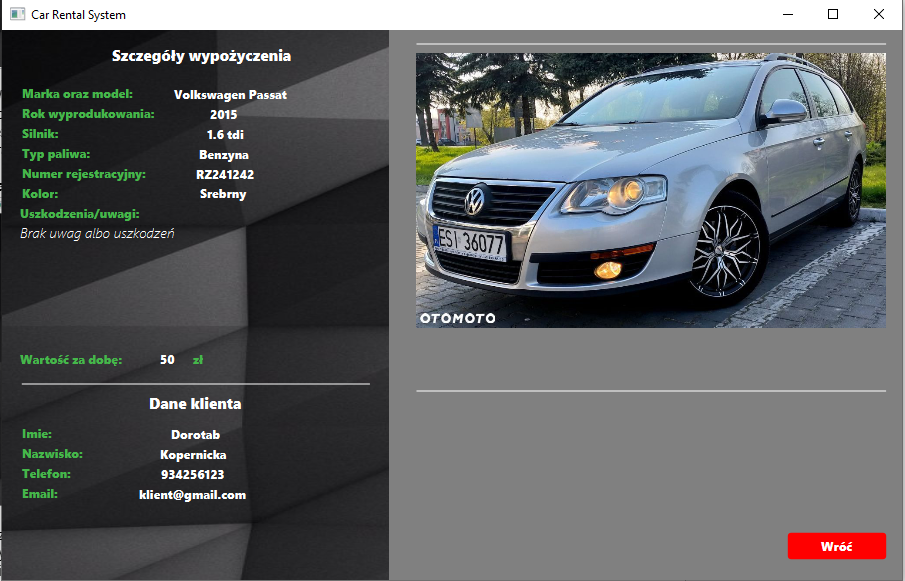 Car Rental System
Szczegóły wypożyczenia
Marka oraz model: Volkswagen Passat
Rok wyprodukowania: 2015
Silnik: 1.6 tdi
Typ paliwa: Benzyna
Numer rejestracyjny: RZ241242
Kolor: Srebrny
Uszkodzenia/uwagi:
Brak uwag albo uszkodzeń
Wartość za dobę: 50 zł
Dane klienta
Imie: Dorotab
Nazwisko: Kopernicka
Telefon: 934256123
Email: klient@gmail.com
ESI 36077
OTOMOTO
Wróć